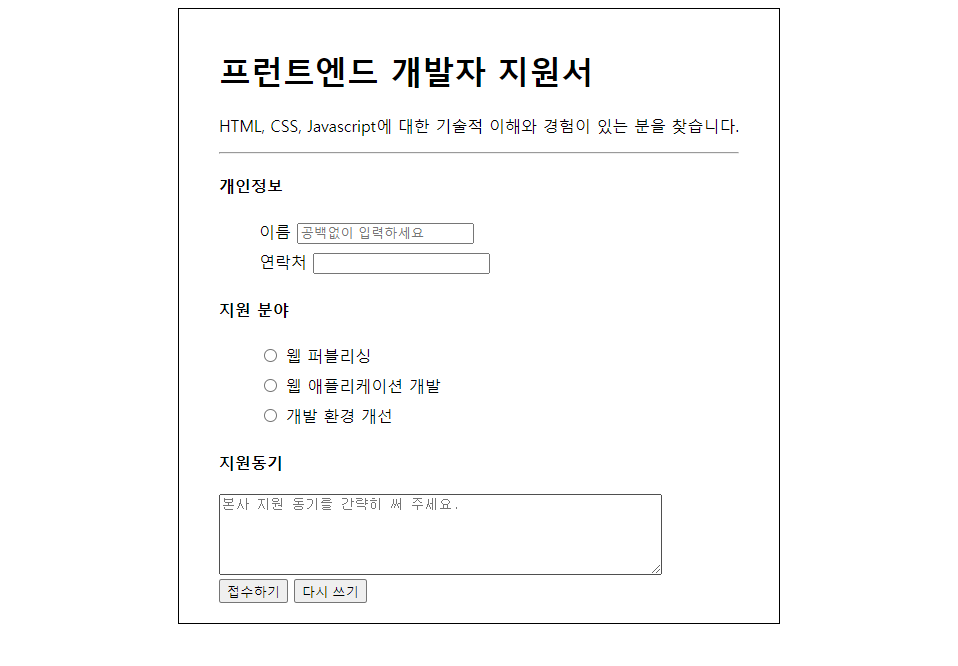 프런트엔드 개발자 지원서
HTML, CSS, Javascript에 대한 기술적 이해와 경험이 있는 분을 찾습니다.
개인정보
이름 공백없이 입력하세요
연락처
지원 분야
웹 퍼블리싱
웹 애플리케이션 개발
개발 환경 개선
지원동기
본사 지원 동기를 간략히 써 주세요.
접수하기 다시 쓰기